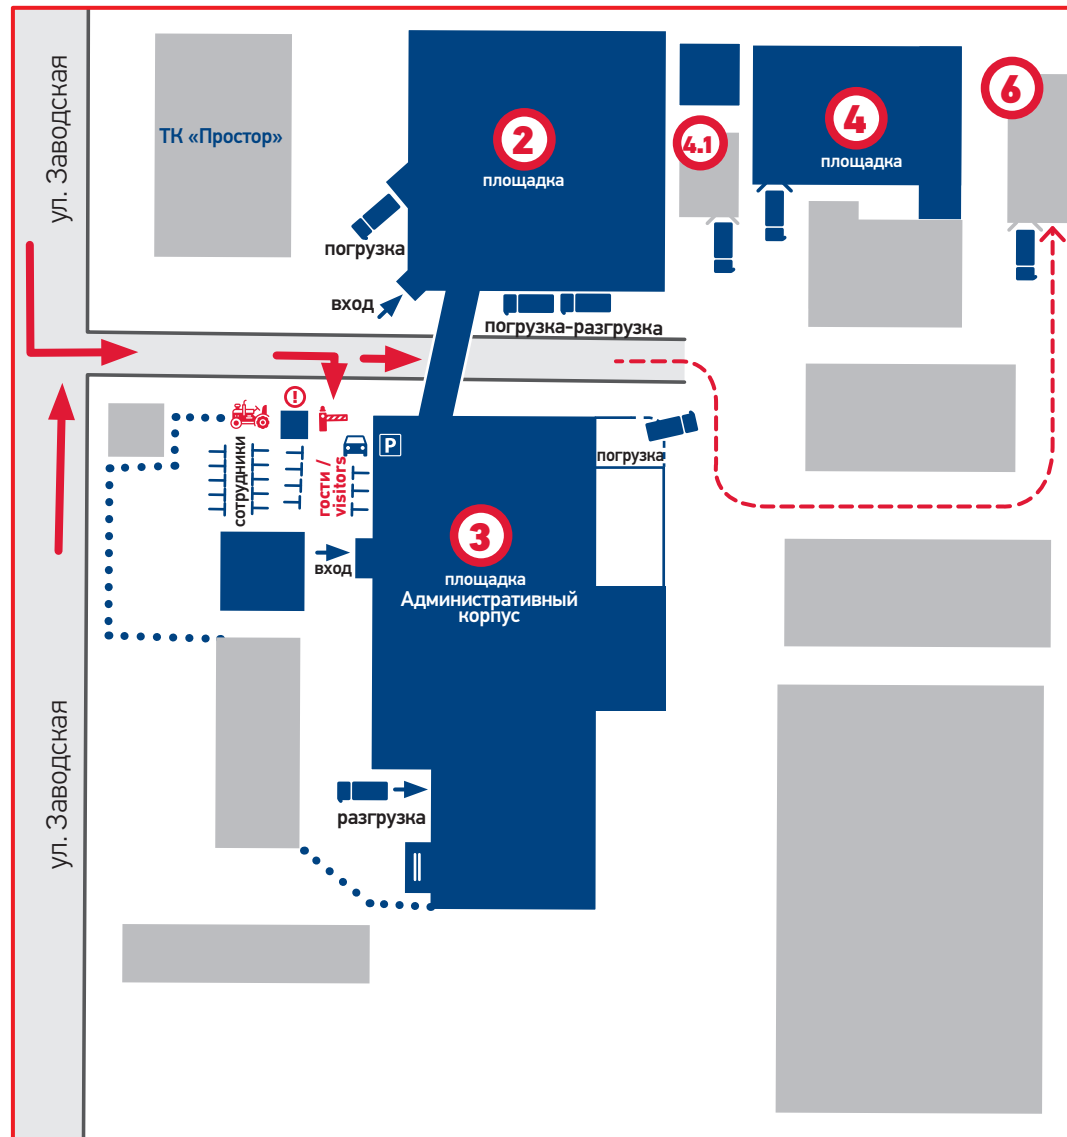 ул. Заводская
ТК «Простор»
2
площадка
4.1
4
площадка
6
погрузка
вход
погрузка-разгрузка
!
P
сотрудники
гости /
visitors
погрузка
вход
3
площадка
Административный
корпус
ул. Заводская
разгрузка